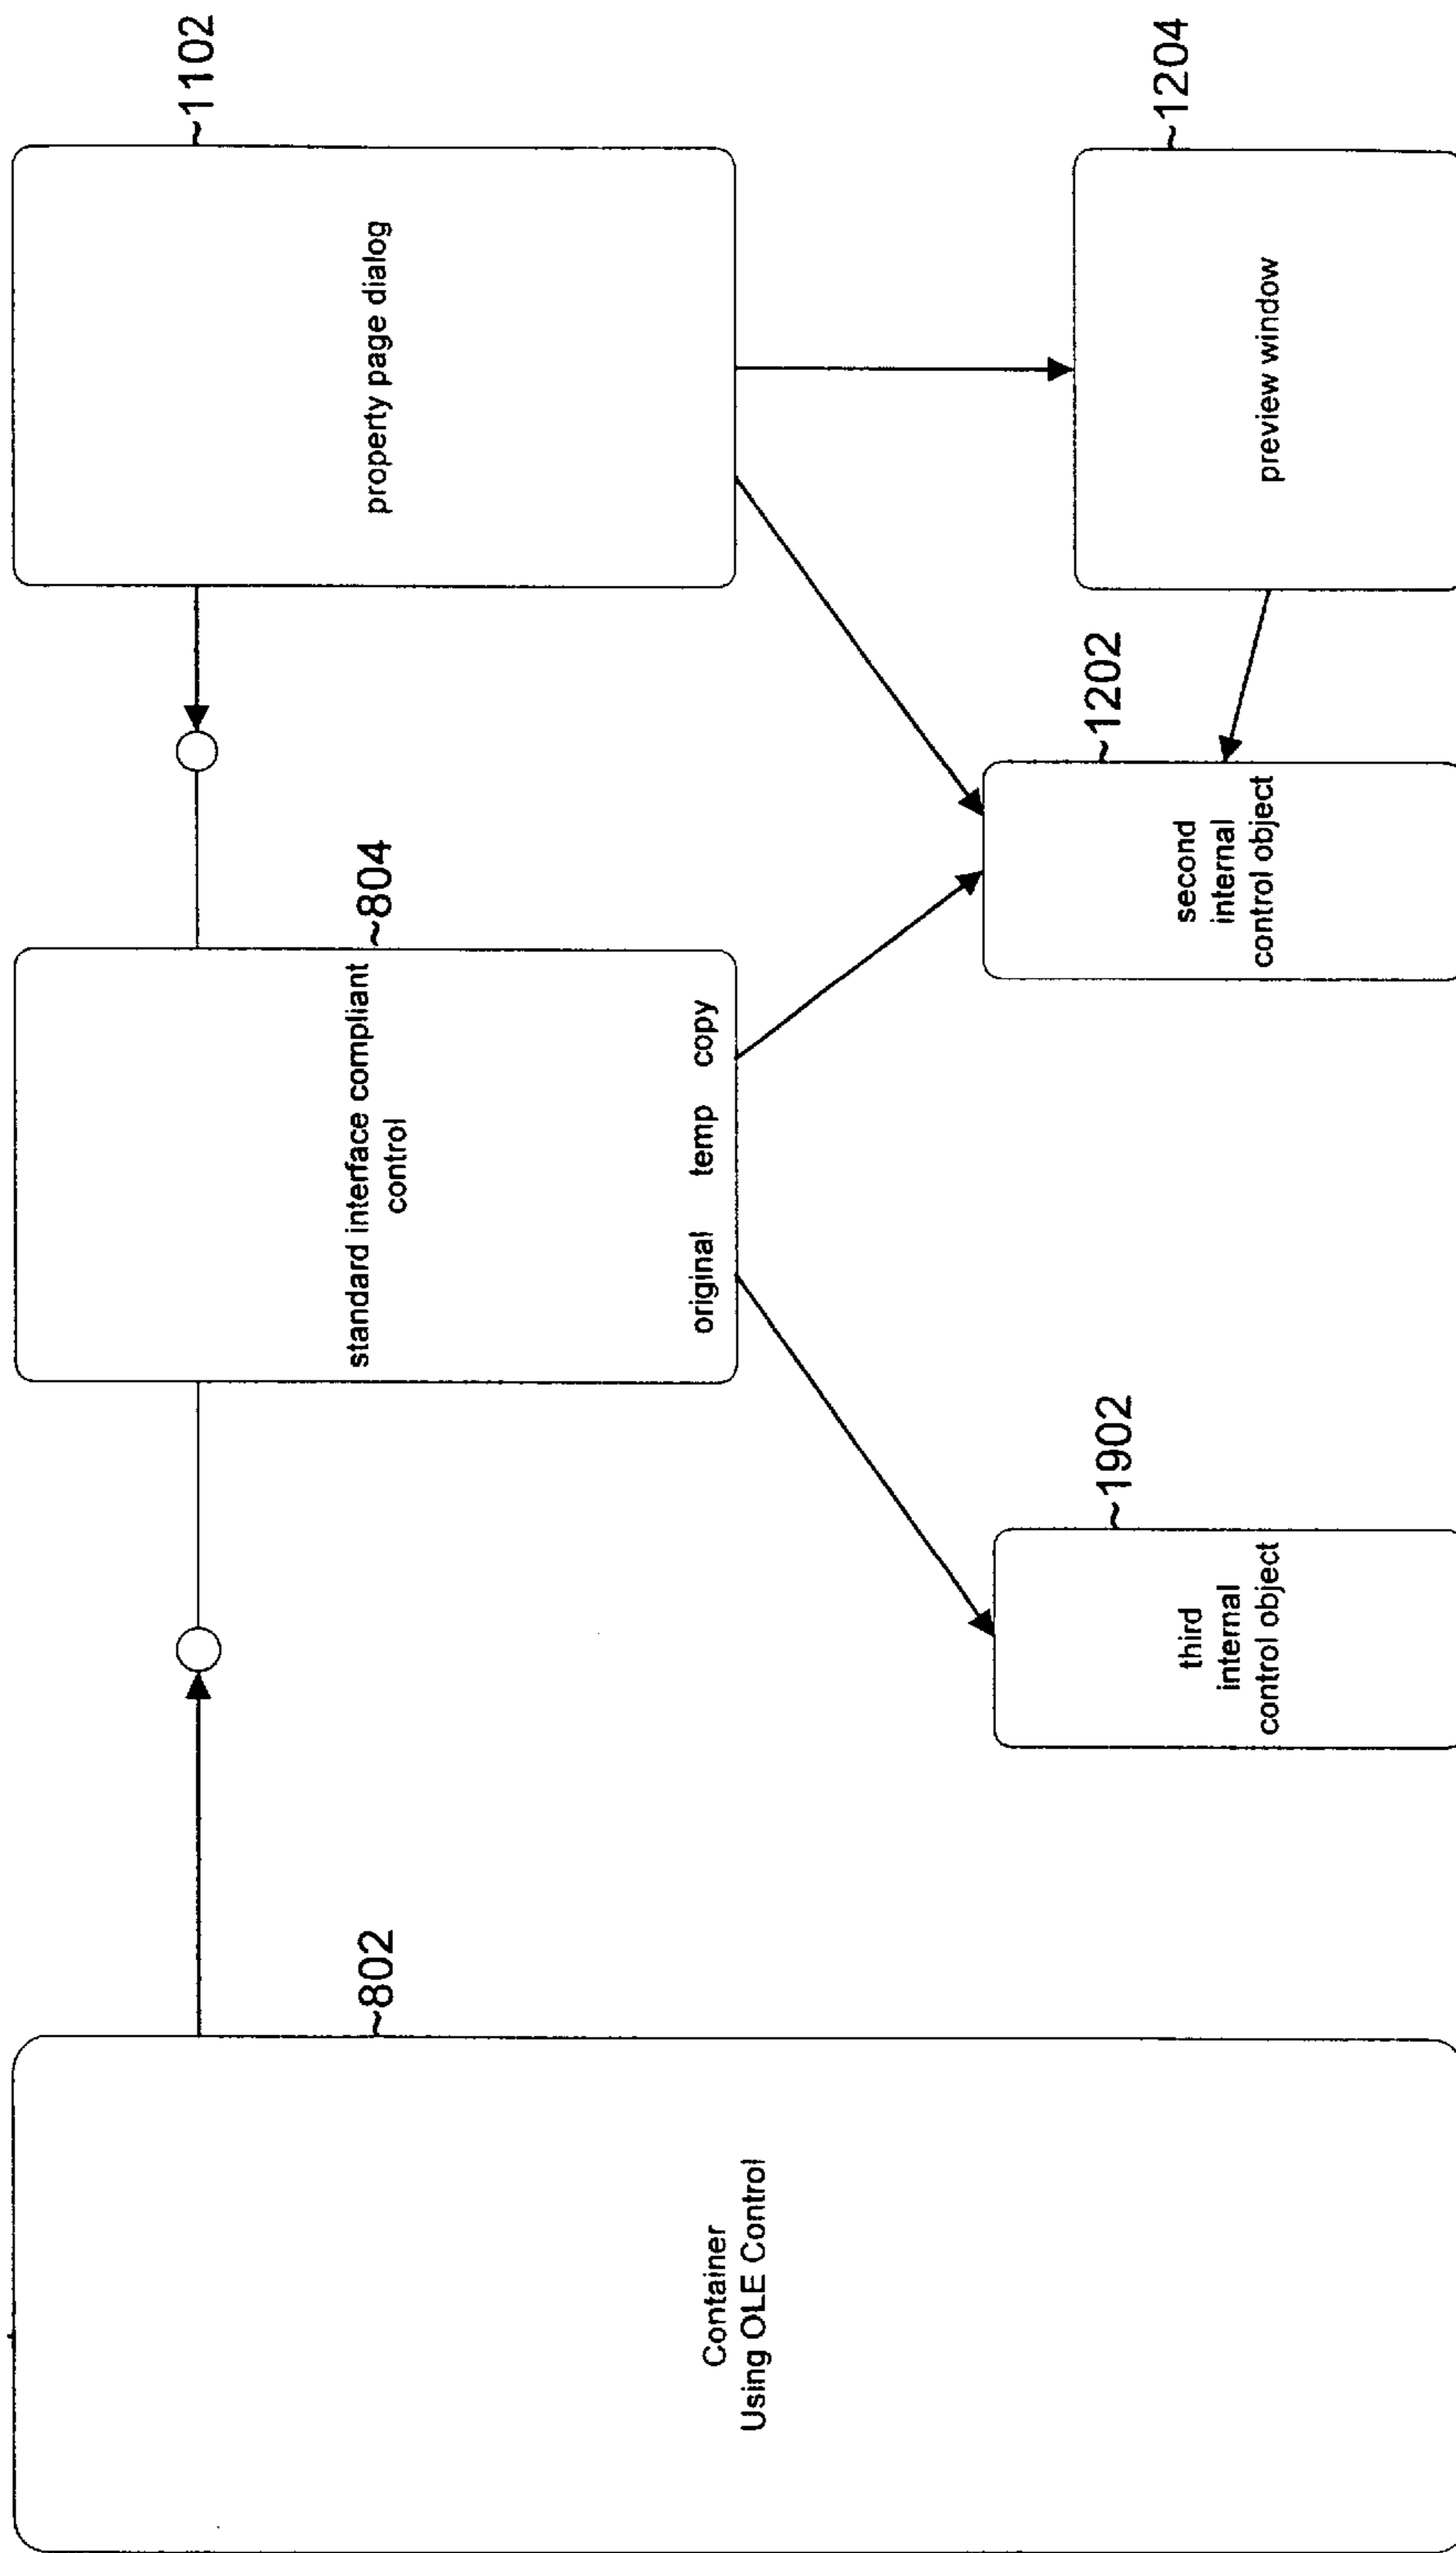 Container
Using OLE Control
~802
standard interface compliant
control
original temp copy
~804
property page dialog
~1102
third
internal
control object
~1902
second
internal
control object
~1202
preview window
~1204